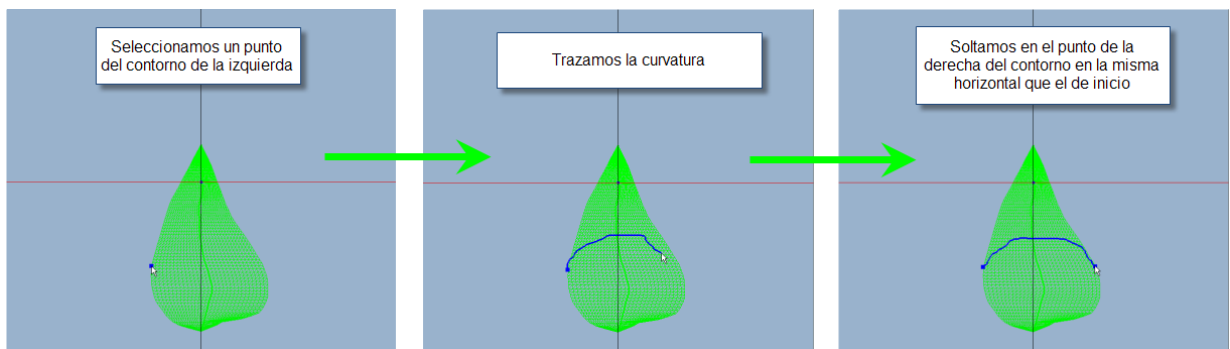 Seleccionamos un punto
del contorno de la izquierda
Trazamos la curvatura
Soltamos en el punto de la
derecha del contorno en la misma
horizontal que el de inicio